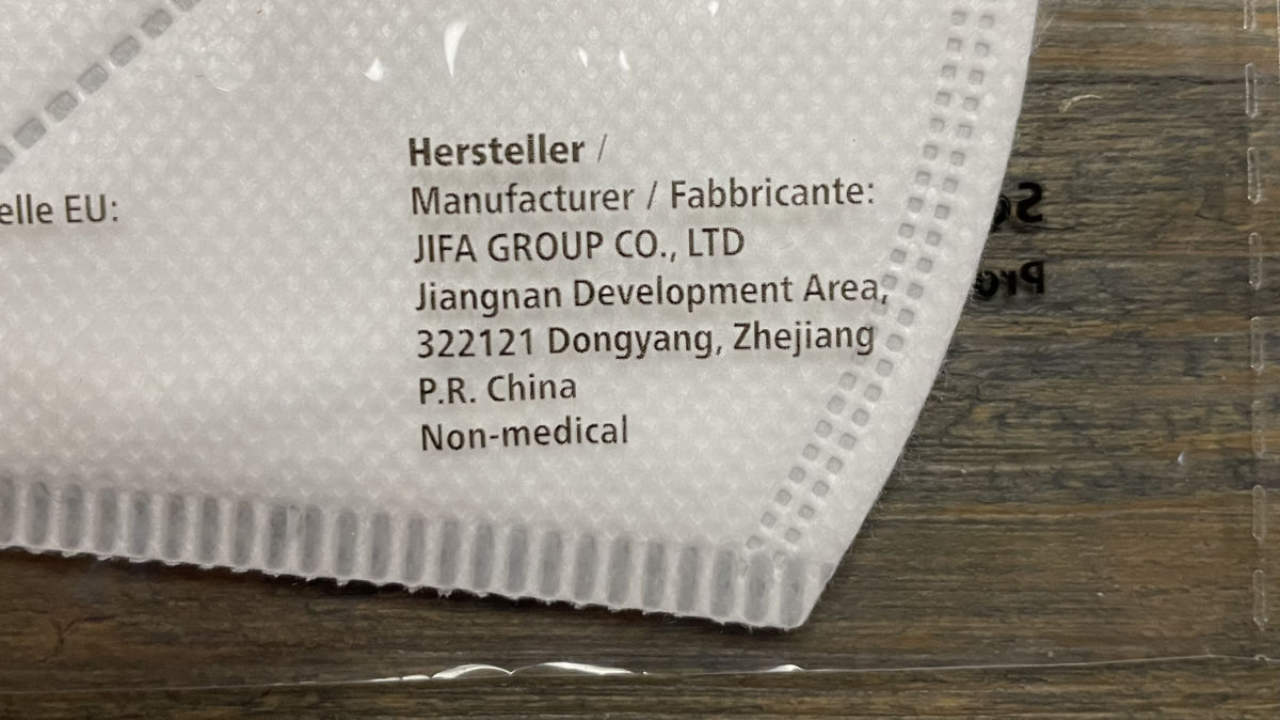 elle EU:
Hersteller /
Manufacturer / Fabbricante:
JIFA GROUP CO., LTD
Jiangnan Development Area,
322121 Dongyang, Zhejiang
P.R. China
Non-medical